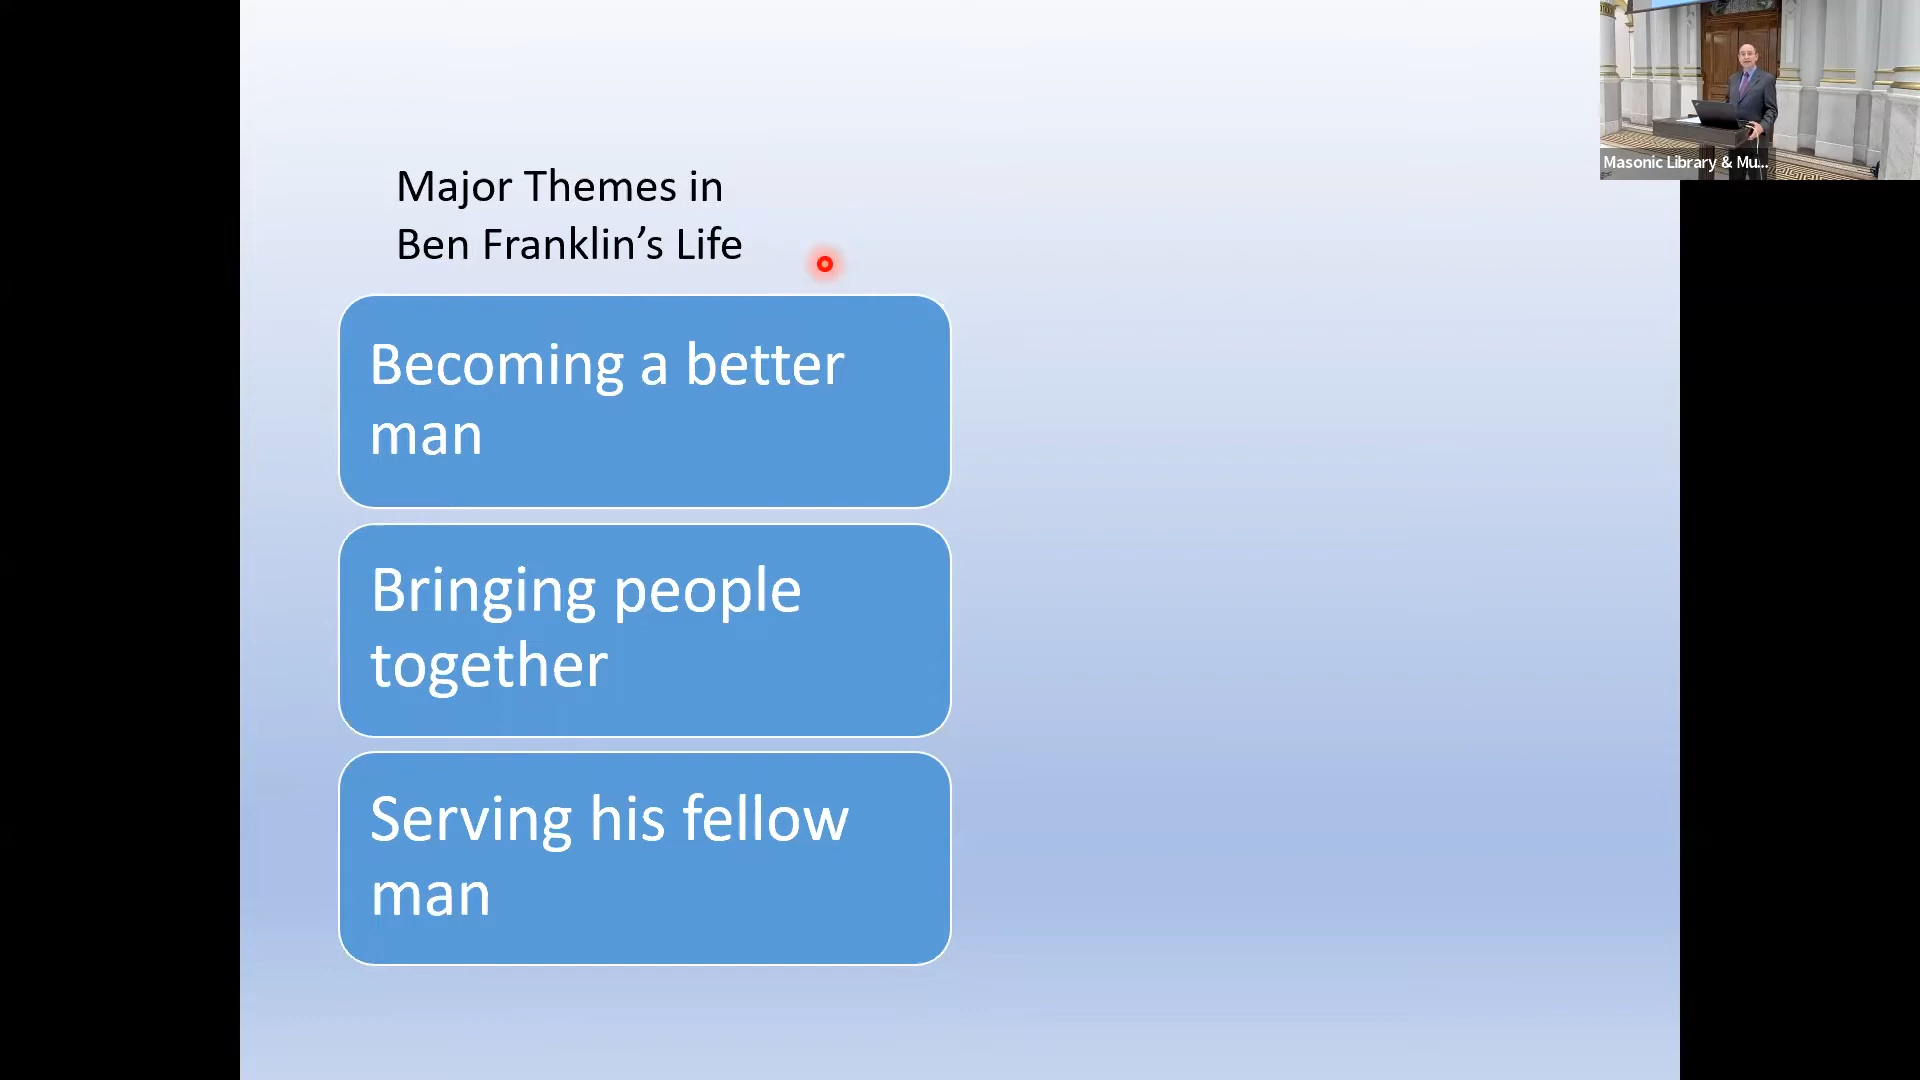 Major Themes in
Ben Franklin’s Life
Becoming a better
man
Bringing people
together
Serving his fellow
man
Masonic Library & Mu...